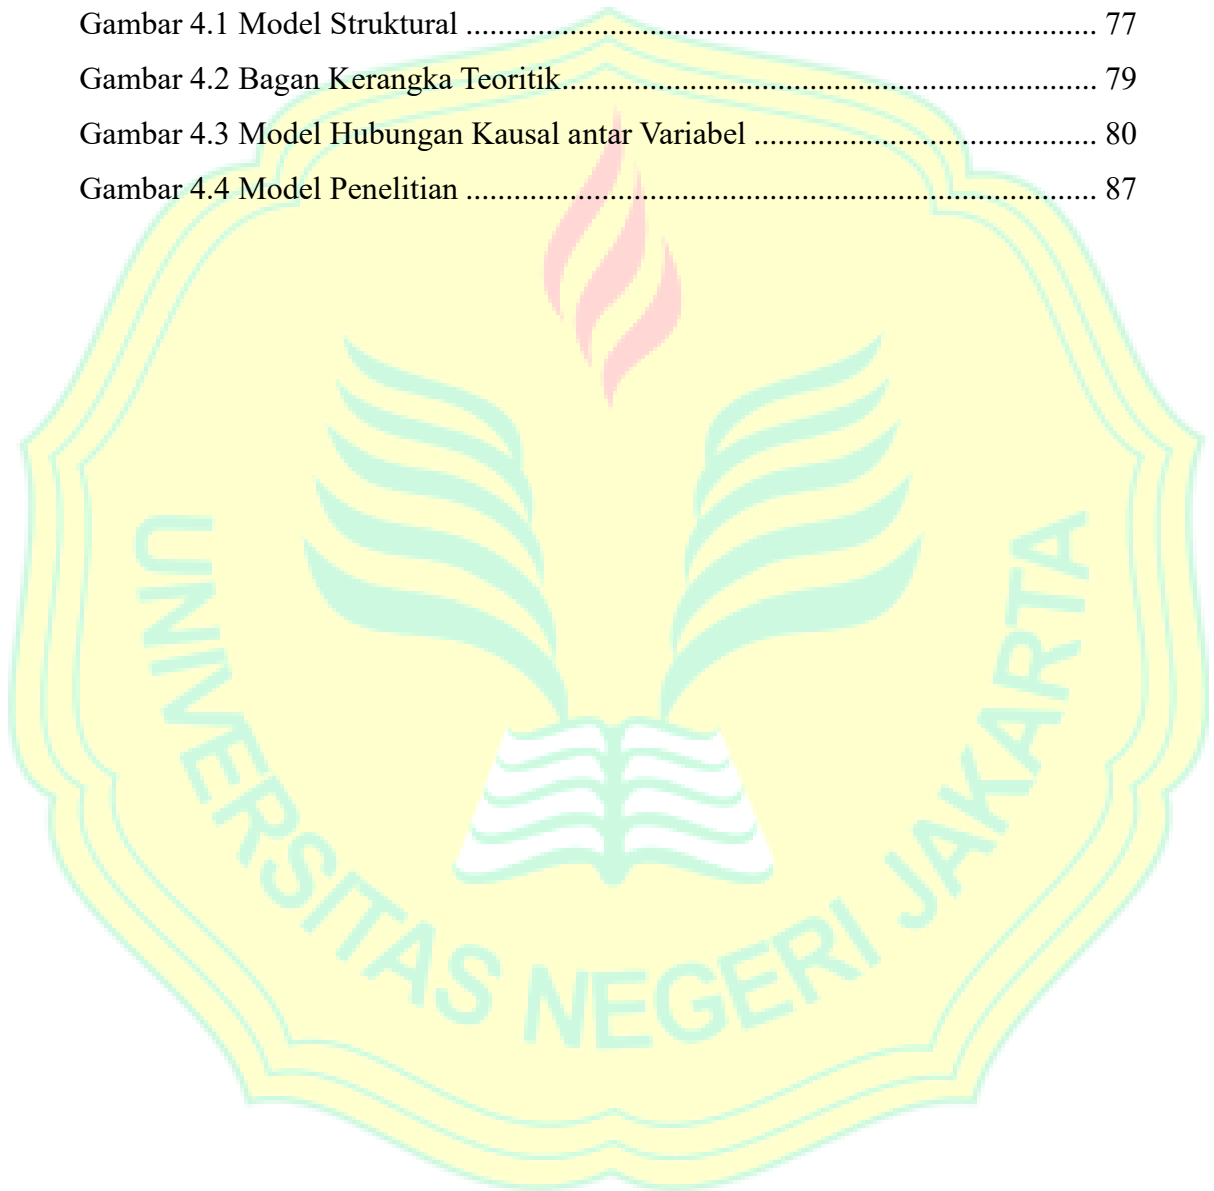 Gambar 4.1 Model Struktural ............................................................................... 77
Gambar 4.2 Bagan Kerangka Teoritik................................................................... 79
Gambar 4.3 Model Hubungan Kausal antar Variabel ........................................... 80
Gambar 4.4 Model Penelitian ............................................................................... 87
UNIVERSITAS NEGERI JAKARTA